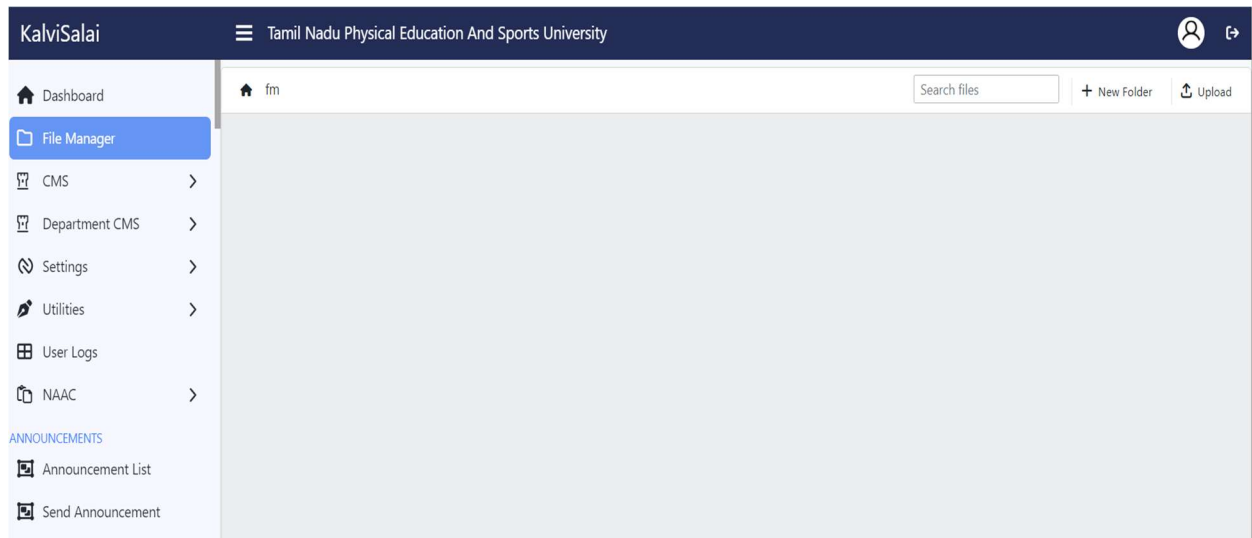 KalviSalai
Tamil Nadu Physical Education And Sports University
Dashboard
File Manager
CMS
Department CMS
Settings
Utilities
User Logs
NAAC
ANNOUNCEMENTS
Announcement List
Send Announcement
fm
Search files
+ New Folder
Upload